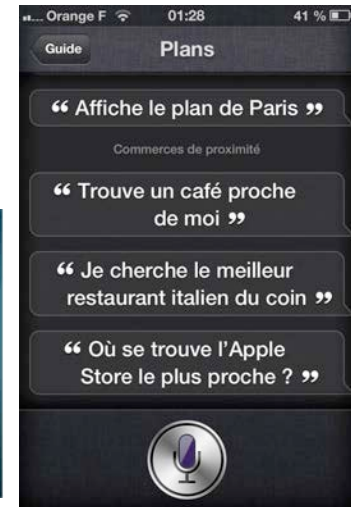 .... Orange F 01:28 41 %
Guide Plans
“ Affiche le plan de Paris ”
Commerces de proximité
“ Trouve un café proche
de moi ”
“ Je cherche le meilleur
restaurant italien du coin ”
“ Où se trouve l’Apple
Store le plus proche ? ”